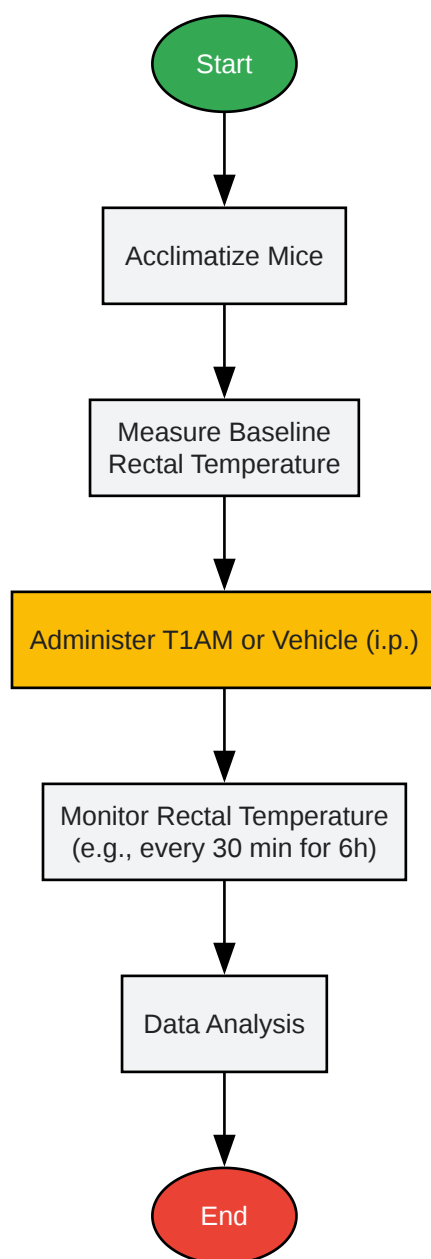 Start
Acclimatize Mice
Measure Baseline
Rectal Temperature
Administer T1AM or Vehicle (i.p.)
Monitor Rectal Temperature
(e.g., every 30 min for 6h)
Data Analysis
End